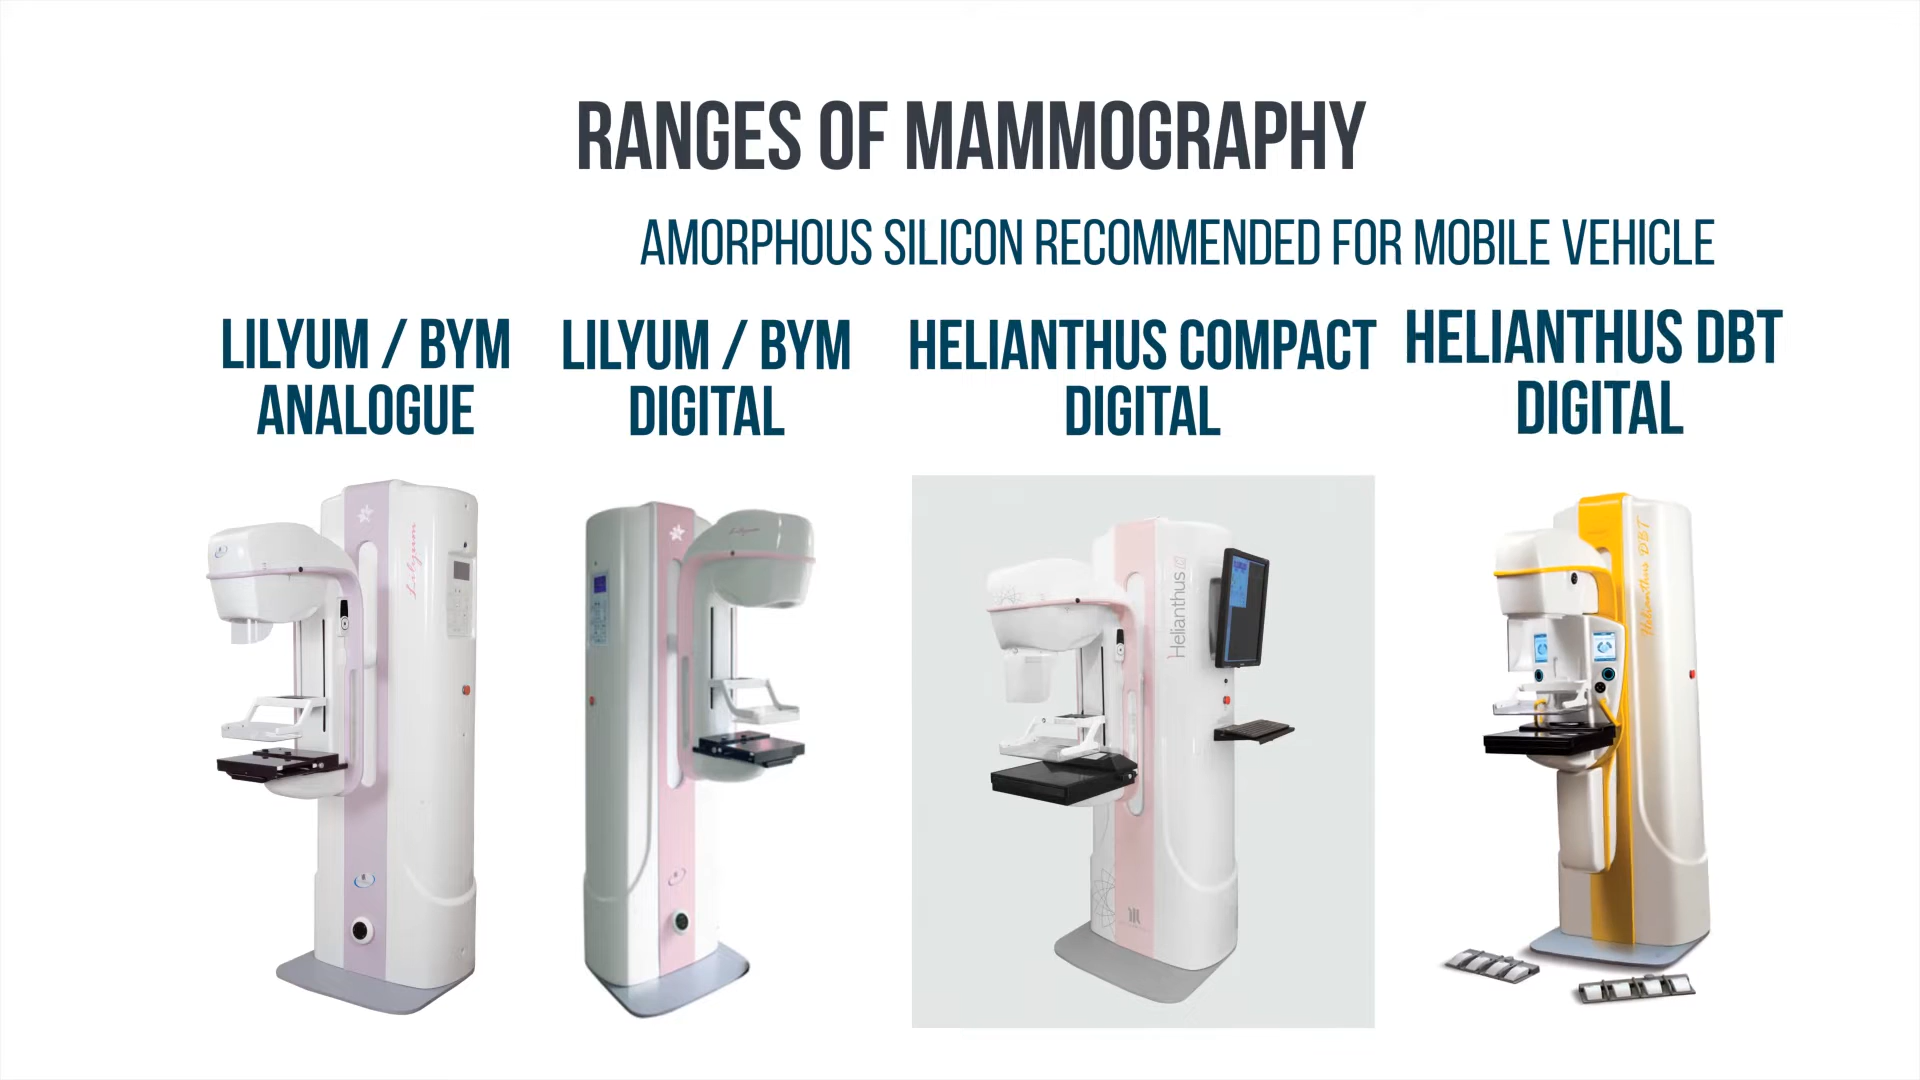 RANGES OF MAMMOGRAPHY
AMORPHOUS SILICON RECOMMENDED FOR MOBILE VEHICLE
LILYUM / BYM
ANALOGUE
LILYUM / BYM
DIGITAL
HELIANTHUS COMPACT
DIGITAL
HELIANTHUS DBT
DIGITAL
Lilyum
Lilyum
Helianthus
Helianthus DBT